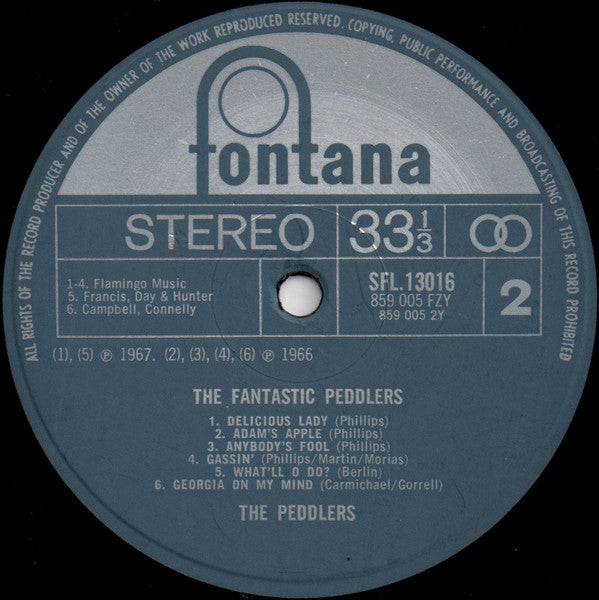 ALL RIGHTS OF THE RECORD PRODUCER AND OF THE OWNER OF THE WORK REPRODUCED RESERVED. COPYING, PUBLIC PERFORMANCE AND BROADCASTING OF THIS RECORD PROHIBITED
fontana
STEREO 33 1/3
1-4. Flamingo Music
5. Francis, Day & Hunter
6. Campbell, Connelly
SFL.13016
859 005 FZY
859 005 2Y
2
(1), (5) ℗ 1967. (2), (3), (4), (6) ℗ 1966
THE FANTASTIC PEDDLERS
1. DELICIOUS LADY (Phillips)
2. ADAM'S APPLE (Phillips)
3. ANYBODY'S FOOL (Phillips)
4. GASSIN' (Phillips/Martin/Morias)
5. WHAT'LL O DO? (Berlin)
6. GEORGIA ON MY MIND (Carmichael/Gorrell)
THE PEDDLERS